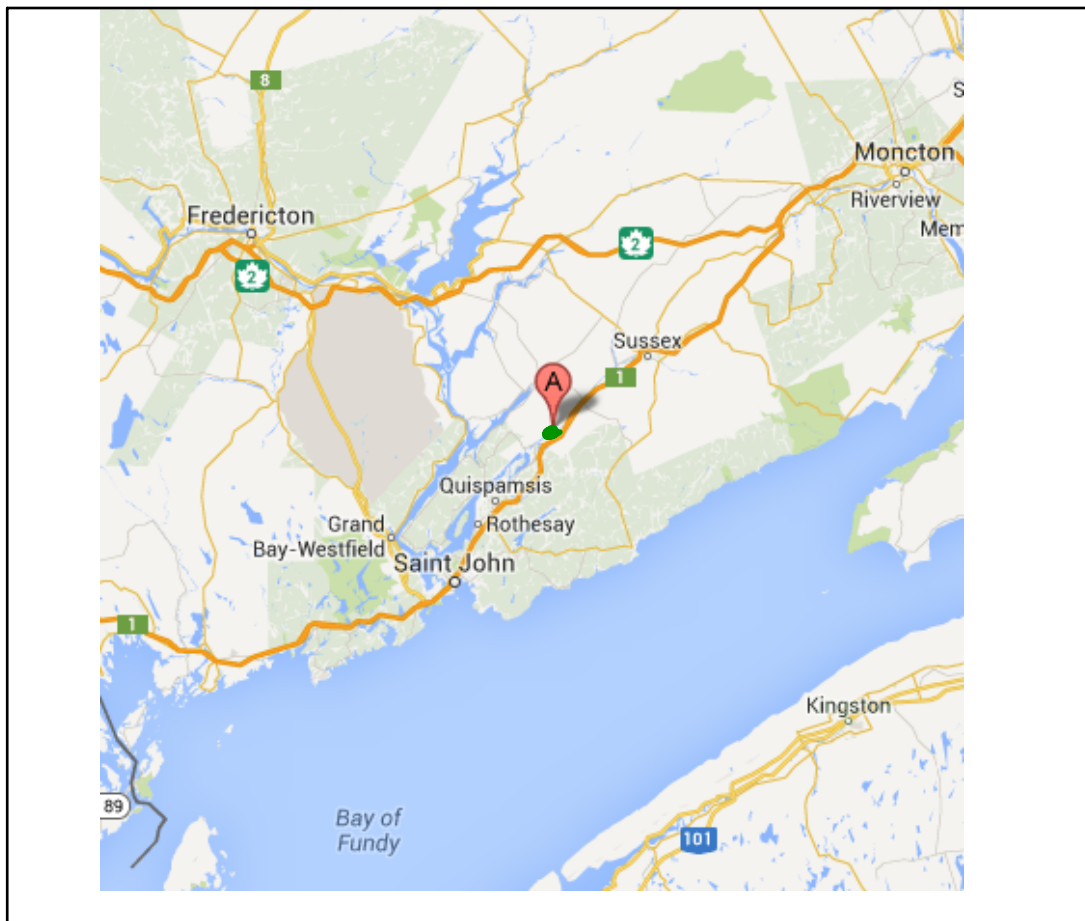 8
Moncton
Riverview
Fredericton
Mem
2
2
Sussex
1
A
Quispamsis
Grand
Bay-Westfield
Rothesay
Saint John
1
Kingston
89
Bay of
Fundy
101
S